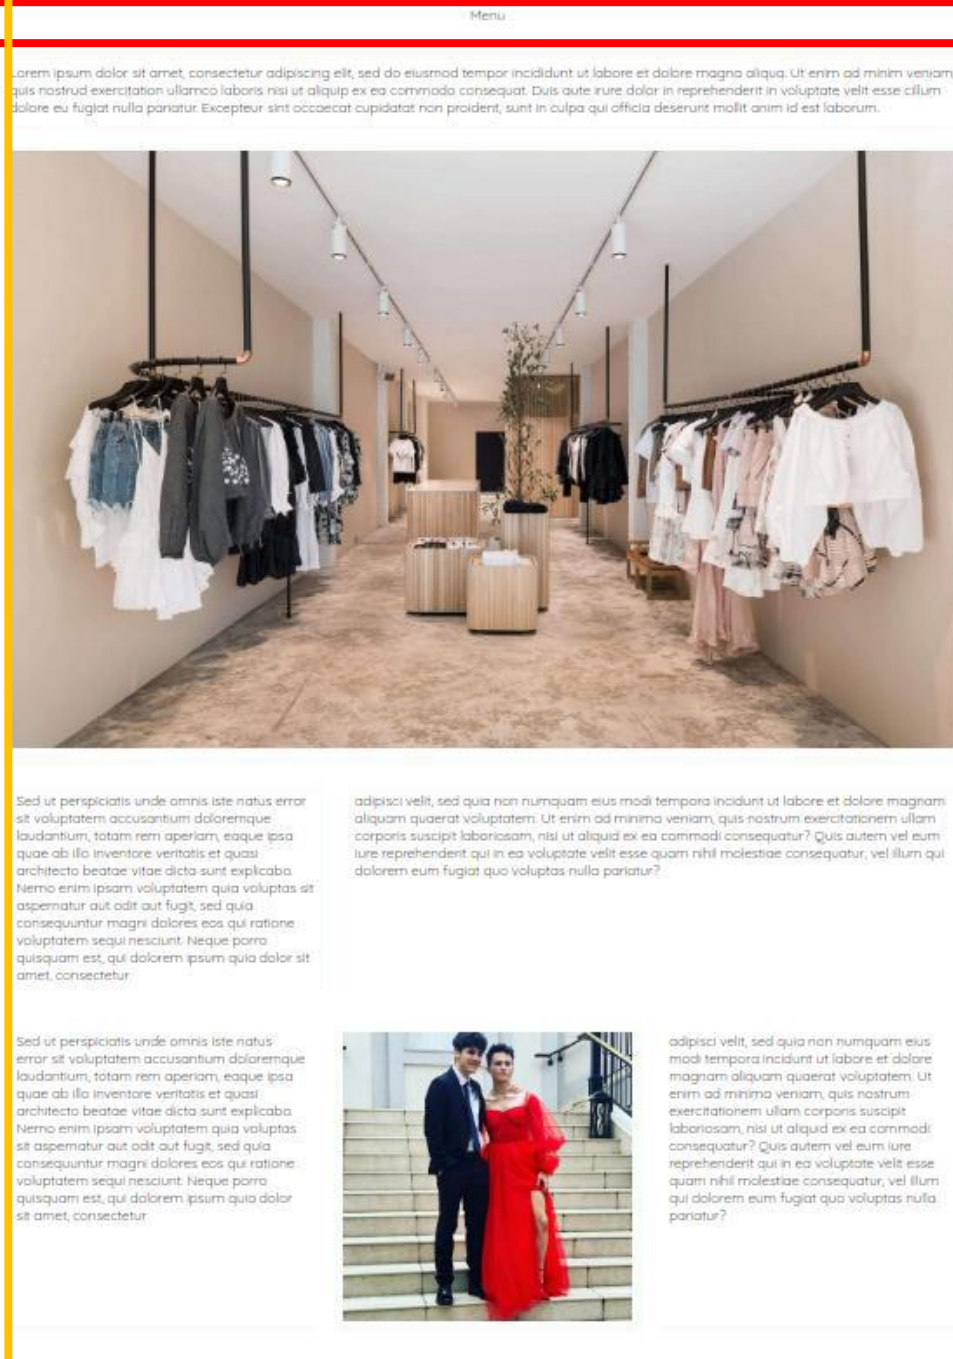 Menu
Lorem ipsum dolor sit amet, consectetur adipiscing elit, sed do eiusmod tempor incididunt ut labore et dolore magna aliqua. Ut enim ad minim veniam,
quis nostrud exercitation ullamco laboris nisi ut aliquip ex ea commodo consequat. Duis aute irure dolor in reprehenderit in voluptate velit esse cillum
dolore eu fugiat nulla pariatur. Excepteur sint occaecat cupidatat non proident, sunt in culpa qui officia deserunt mollit anim id est laborum.
Sed ut perspiciatis unde omnis iste natus error
sit voluptatem accusantium doloremque
laudantium, totam rem aperiam, eaque ipsa
quae ab illo inventore veritatis et quasi
architecto beatae vitae dicta sunt explicabo.
Nemo enim ipsam voluptatem quia voluptas sit
aspernatur aut odit aut fugit, sed quia
consequuntur magni dolores eos qui ratione
voluptatem sequi nesciunt. Neque porro
quisquam est, qui dolorem ipsum quia dolor sit
amet, consectetur
adipisci velit, sed quia non numquam eius modi tempora incidunt ut labore et dolore magnam
aliquam quaerat voluptatem. Ut enim ad minima veniam, quis nostrum exercitationem ullam
corporis suscipit laboriosam, nisi ut aliquid ex ea commodi consequatur? Quis autem vel eum
iure reprehenderit qui in ea voluptate velit esse quam nihil molestiae consequatur, vel illum qui
dolorem eum fugiat quo voluptas nulla pariatur?
Sed ut perspiciatis unde omnis iste natus
error sit voluptatem accusantium doloremque
laudantium, totam rem aperiam, eaque ipsa
quae ab illo inventore veritatis et quasi
architecto beatae vitae dicta sunt explicabo.
Nemo enim ipsam voluptatem quia voluptas
sit aspernatur aut odit aut fugit, sed quia
consequuntur magni dolores eos qui ratione
voluptatem sequi nesciunt. Neque porro
quisquam est, qui dolorem ipsum quia dolor
sit amet, consectetur
adipisci velit, sed quia non numquam eius
modi tempora incidunt ut labore et dolore
magnam aliquam quaerat voluptatem. Ut
enim ad minima veniam, quis nostrum
exercitationem ullam corporis suscipit
laboriosam, nisi ut aliquid ex ea commodi
consequatur? Quis autem vel eum iure
reprehenderit qui in ea voluptate velit esse
quam nihil molestiae consequatur, vel illum
qui dolorem eum fugiat quo voluptas nulla
pariatur?